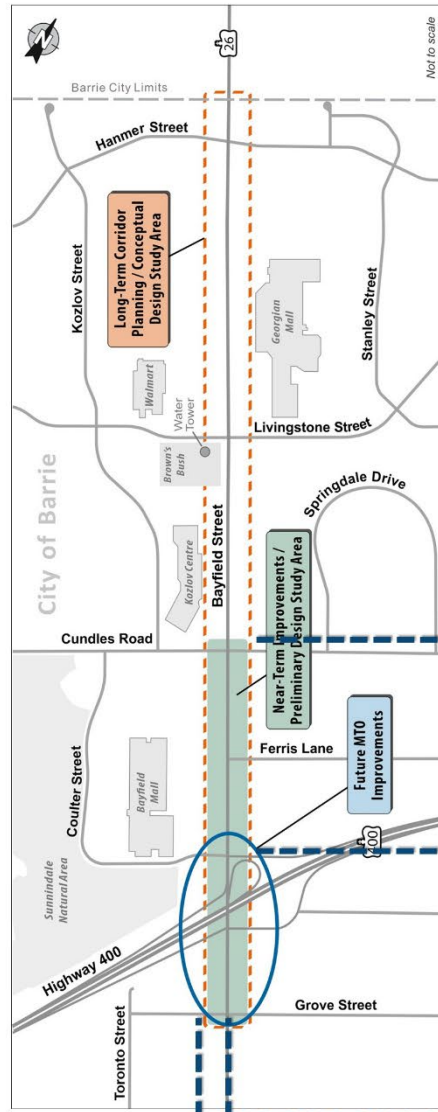 N
26
Not to scale
Barrie City Limits
Hanmer Street
Long-Term Corridor
Planning / Conceptual
Design Study Area
Kozlov Street
Georgian
Mall
Stanley Street
Walmart
Water
Tower
Livingstone Street
Brown's
Bush
City of Barrie
Springdale Drive
Bayfield Street
Kozlov Centre
Near-Term Improvements /
Preliminary Design Study Area
Cundles Road
Ferris Lane
Future MTO
Improvements
Coulter Street
Bayfield
Mall
400
Sunnindale
Natural Area
Highway 400
Grove Street
Toronto Street